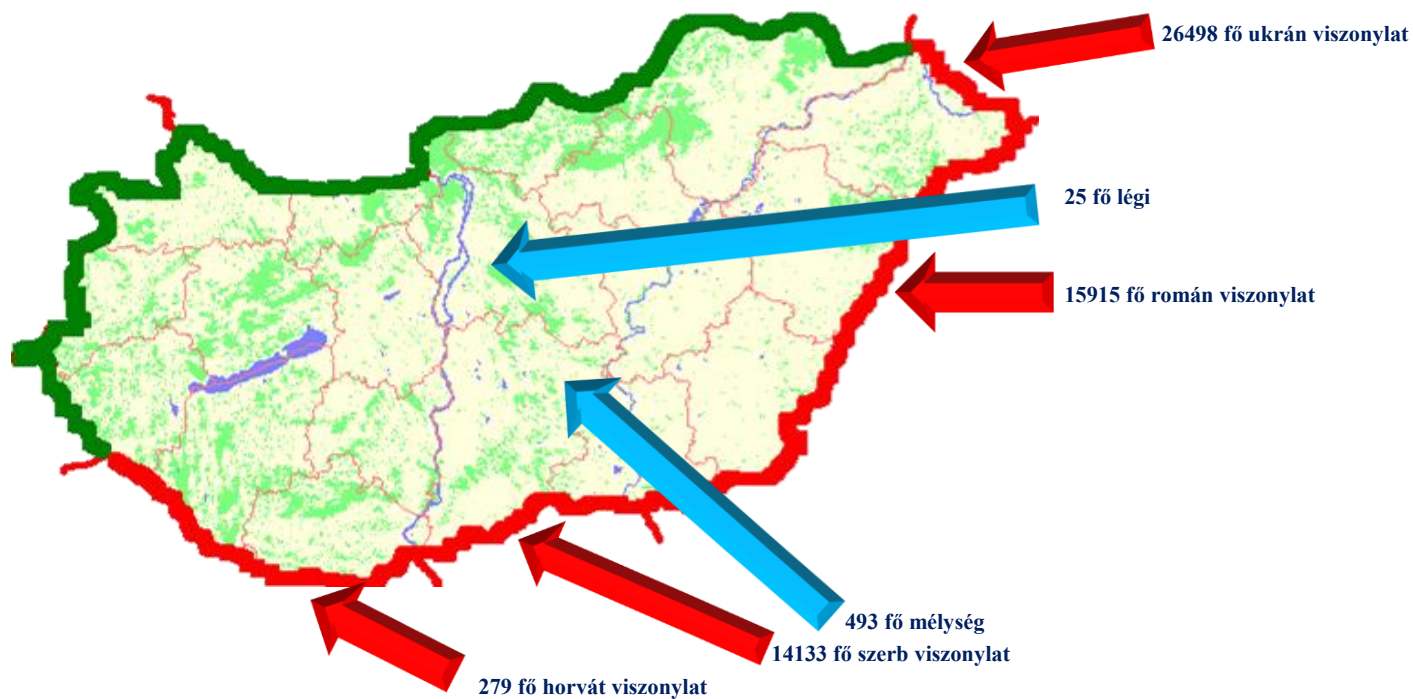 26498 fő ukrán viszonylat
25 fő légi
15915 fő román viszonylat
493 fő mélység
14133 fő szerb viszonylat
279 fő horvát viszonylat